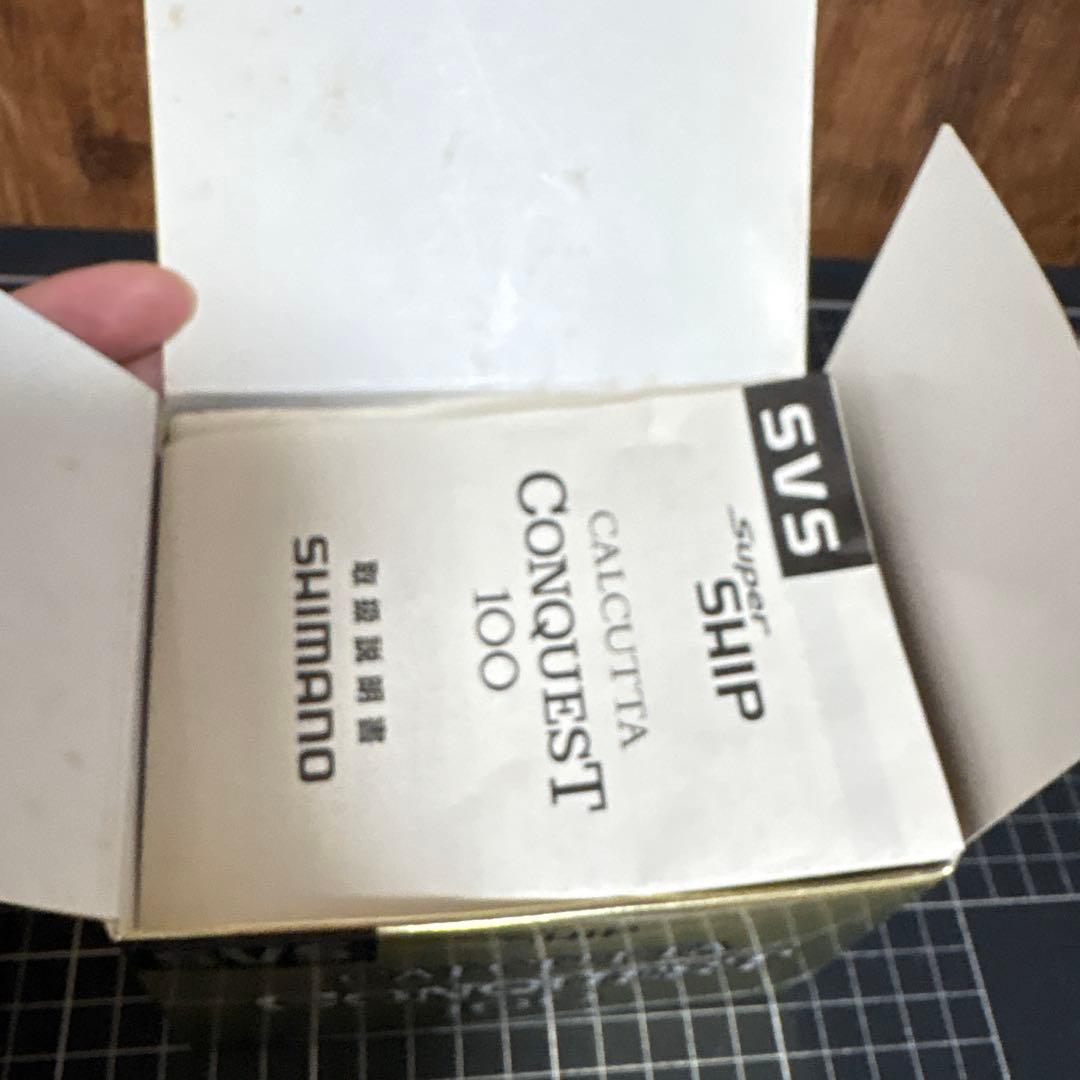 SVS
Super
SHIP
CALCUTTA
CONQUEST
100
取扱説明書
SHIMANO